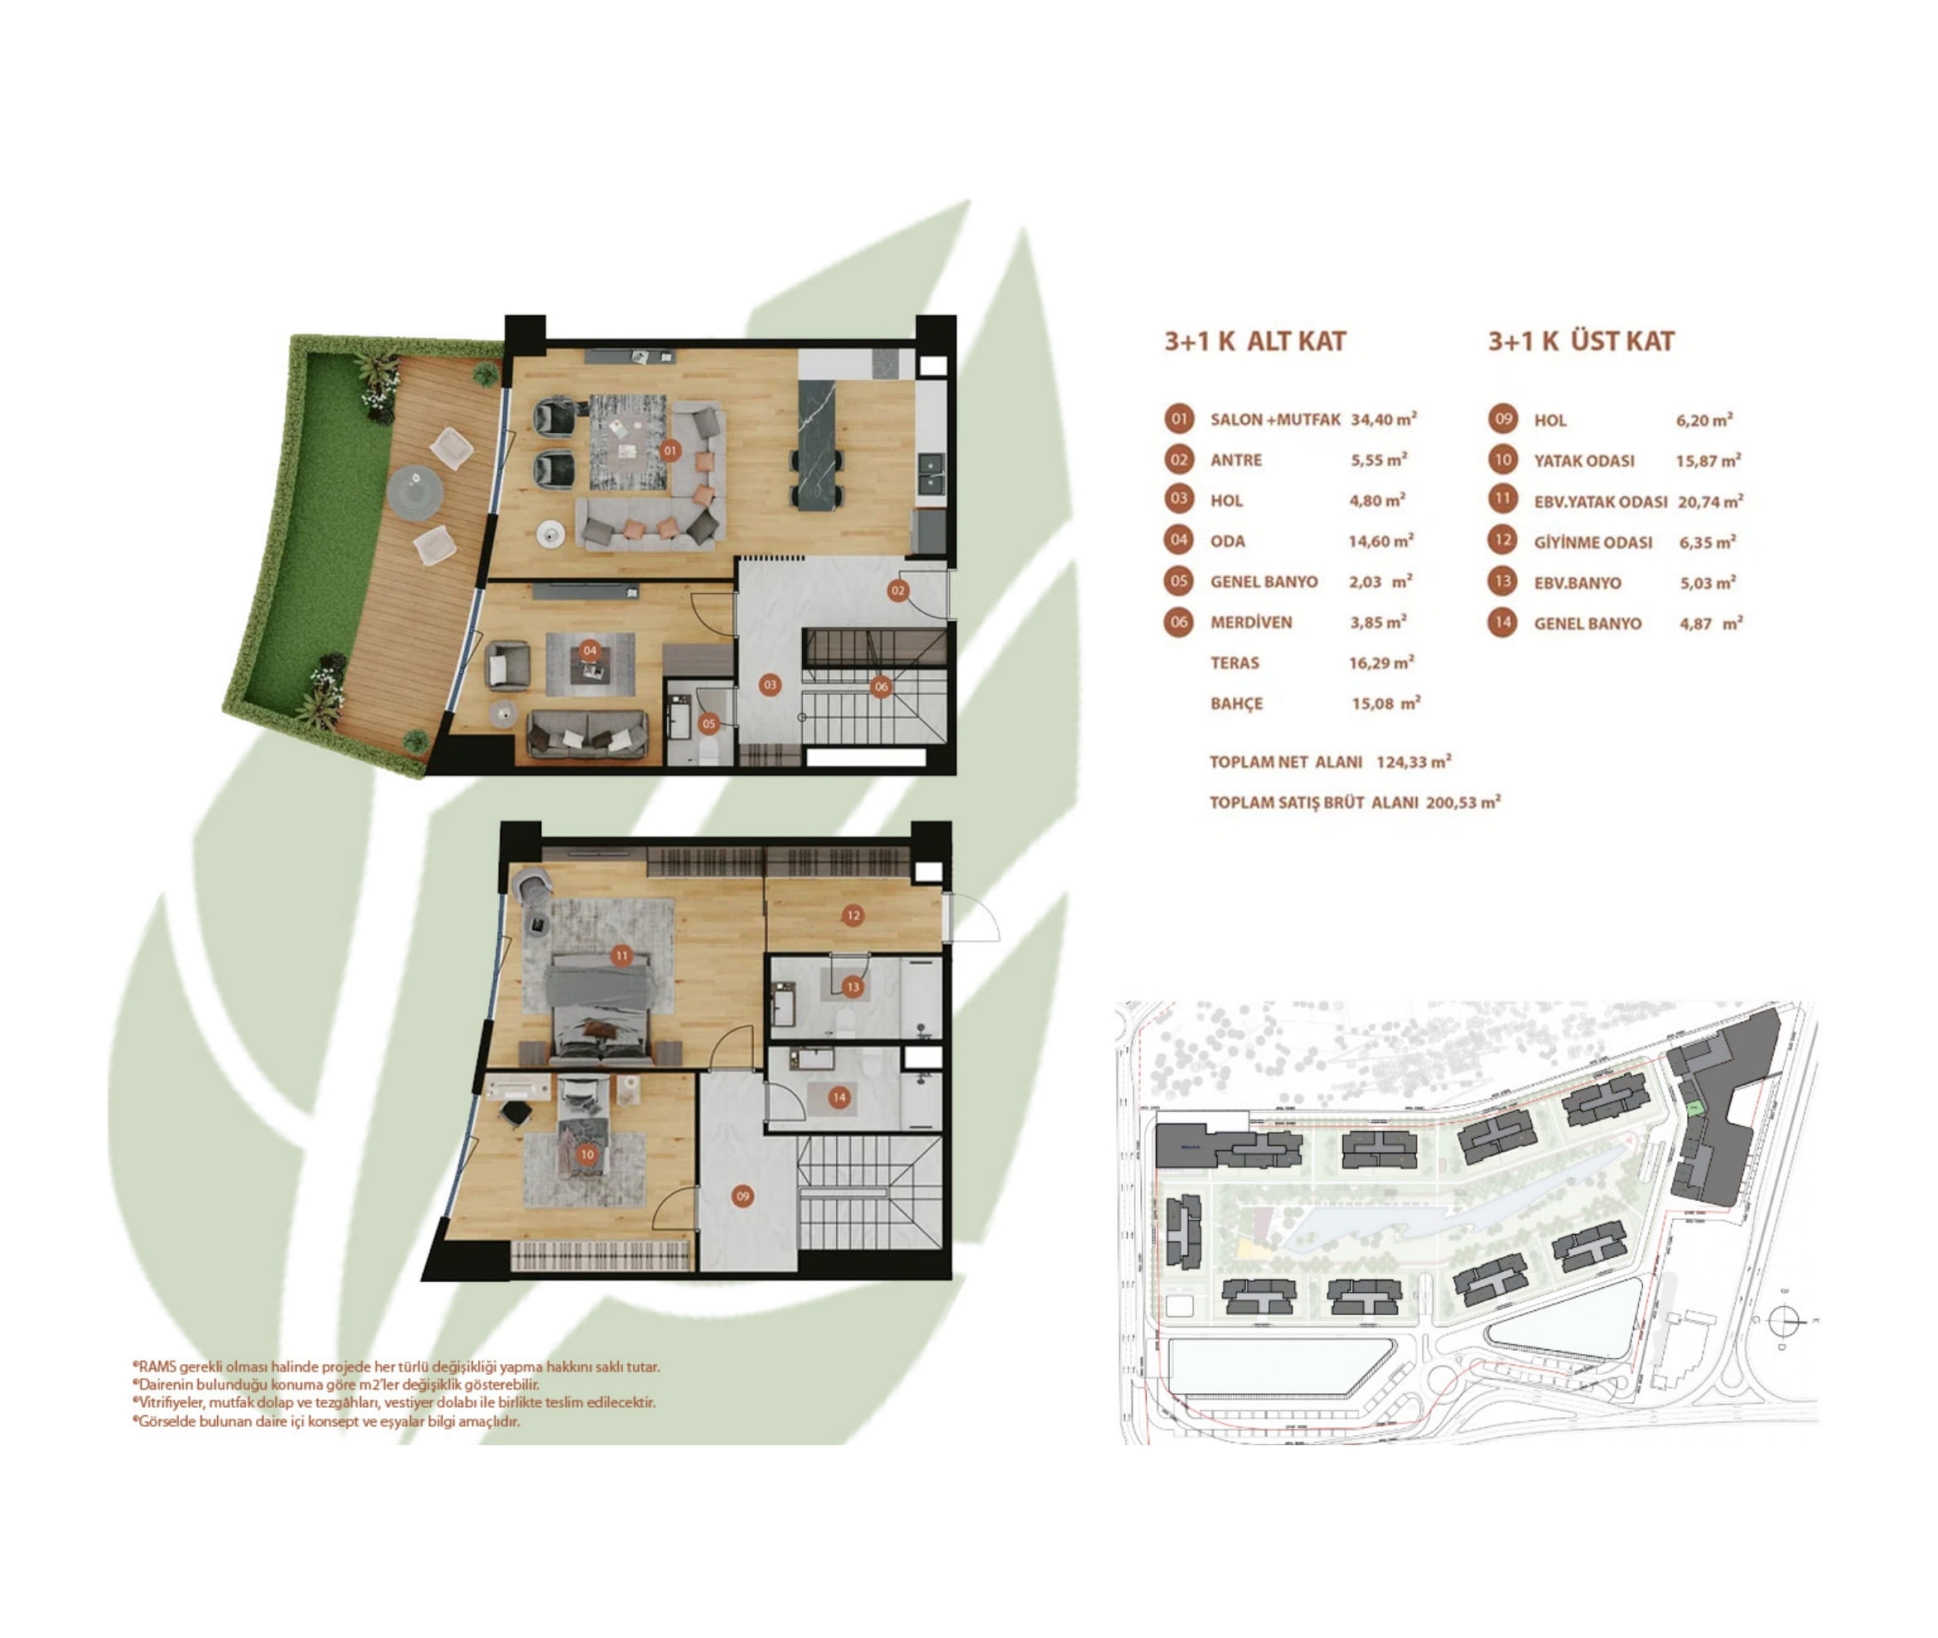 3+1 K ALT KAT
01 SALON +MUTFAK 34,40 m²
02 ANTRE 5,55 m²
03 HOL 4,80 m²
04 ODA 14,60 m²
05 GENEL BANYO 2,03 m²
06 MERDİVEN 3,85 m²
TERAS 16,29 m²
BAHÇE 15,08 m²
TOPLAM NET ALANI 124,33 m²
TOPLAM SATIŞ BRÜT ALANI 200,53 m²
3+1 K ÜST KAT
09 HOL 6,20 m²
10 YATAK ODASI 15,87 m²
11 EBV.YATAK ODASI 20,74 m²
12 GİYİNME ODASI 6,35 m²
13 EBV.BANYO 5,03 m²
14 GENEL BANYO 4,87 m²
01
02
03
04
05
06
11
12
13
14
10
09
*RAMS gerekli olması halinde projede her türlü değişikliği yapma hakkını saklı tutar.
*Dairenin bulunduğu konuma göre m2'ler değişiklik gösterebilir.
*Vitrifiyeler, mutfak dolap ve tezgâhları, vestiyer dolabı ile birlikte teslim edilecektir.
*Görselde bulunan daire içi konsept ve eşyalar bilgi amaçlıdır.